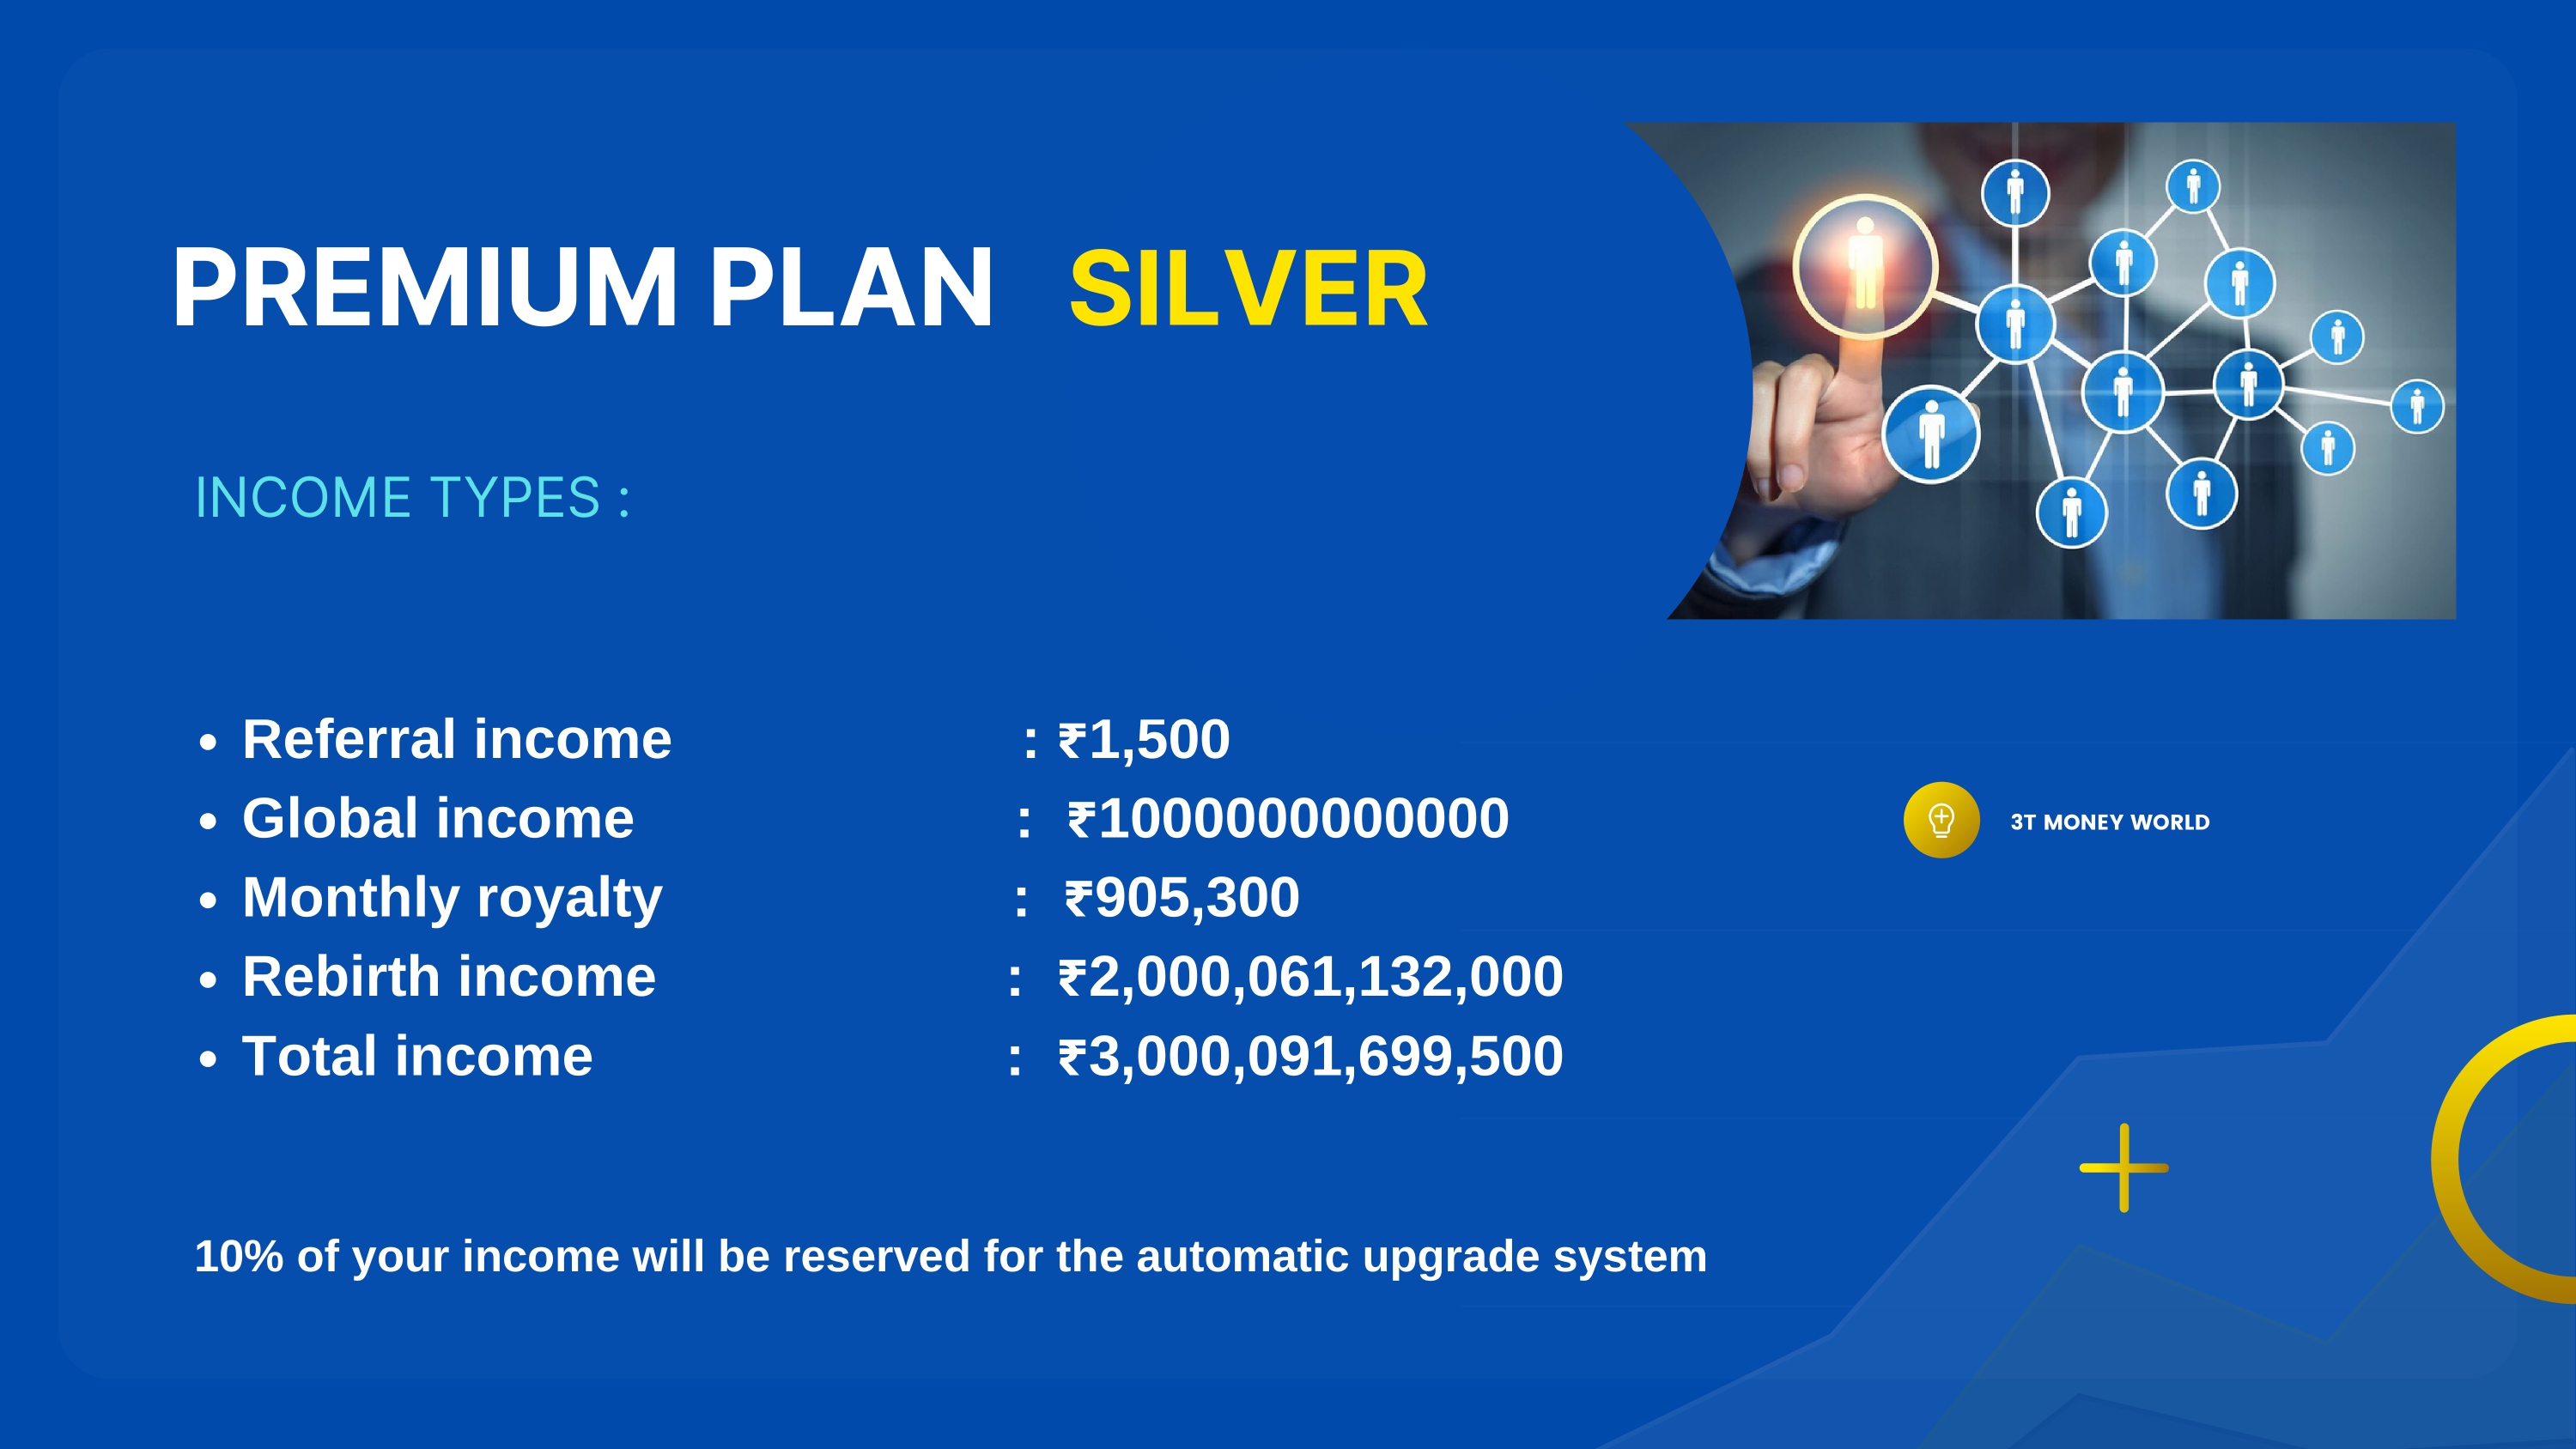 PREMIUM PLAN SILVER
INCOME TYPES :
• Referral income : ₹1,500
• Global income : ₹1000000000000
• Monthly royalty : ₹905,300
• Rebirth income : ₹2,000,061,132,000
• Total income : ₹3,000,091,699,500
3T MONEY WORLD
10% of your income will be reserved for the automatic upgrade system